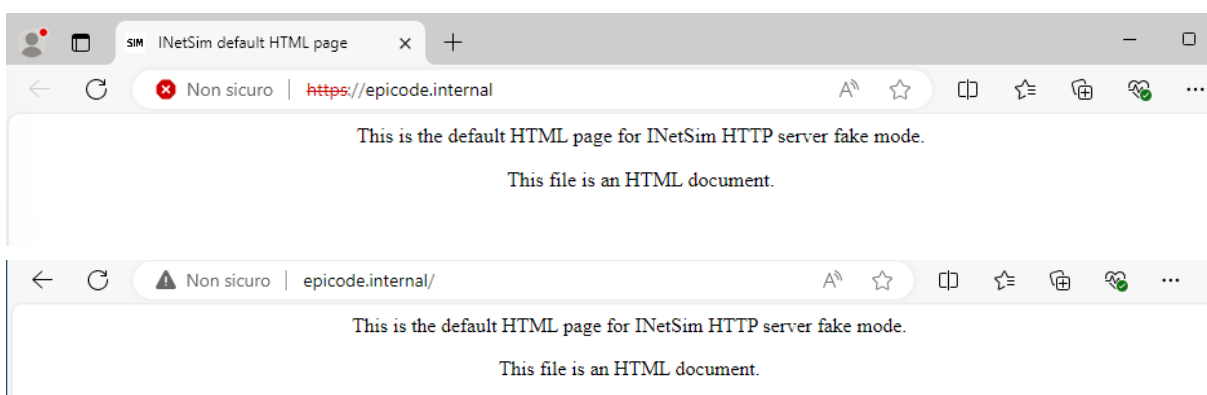 SIM INetSim default HTML page
Non sicuro | https://epicode.internal
This is the default HTML page for INetSim HTTP server fake mode.
This file is an HTML document.
Non sicuro | epicode.internal/
This is the default HTML page for INetSim HTTP server fake mode.
This file is an HTML document.